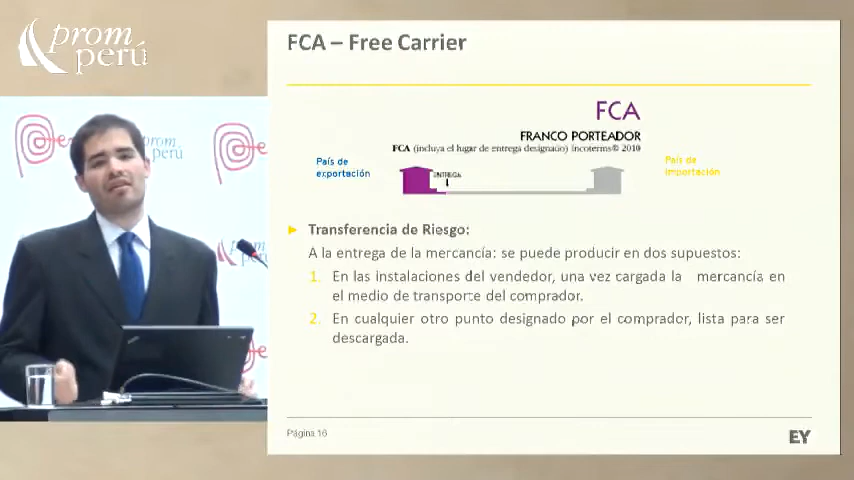 prom
perú
FCA – Free Carrier
FCA
FRANCO PORTEADOR
FCA (incluya el lugar de entrega designado) Incoterms® 2010
País de
exportación
País de
importación
ENTREGA
Transferencia de Riesgo:
A la entrega de la mercancía: se puede producir en dos supuestos:
1. En las instalaciones del vendedor, una vez cargada la mercancía en
el medio de transporte del comprador.
2. En cualquier otro punto designado por el comprador, lista para ser
descargada.
Página 16
EY
prom
perú